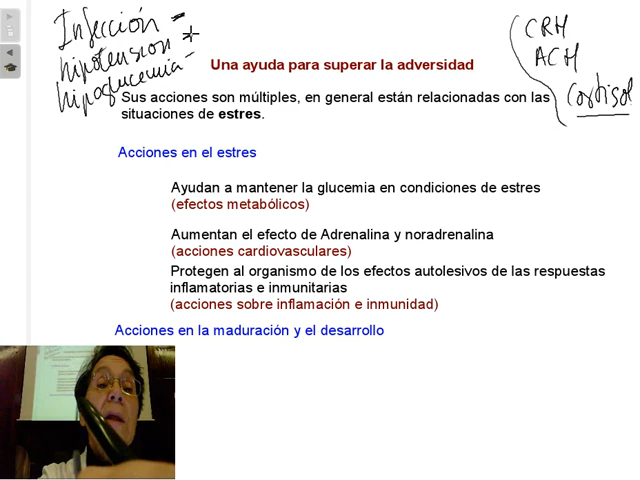 Infección
hipotensión
hipoglucemia
CRH
ACH
Cortisol
Una ayuda para superar la adversidad
Sus acciones son múltiples, en general están relacionadas con las
situaciones de estres.
Acciones en el estres
Ayudan a mantener la glucemia en condiciones de estres
(efectos metabólicos)
Aumentan el efecto de Adrenalina y noradrenalina
(acciones cardiovasculares)
Protegen al organismo de los efectos autolesivos de las respuestas
inflamatorias e inmunitarias
(acciones sobre inflamación e inmunidad)
Acciones en la maduración y el desarrollo